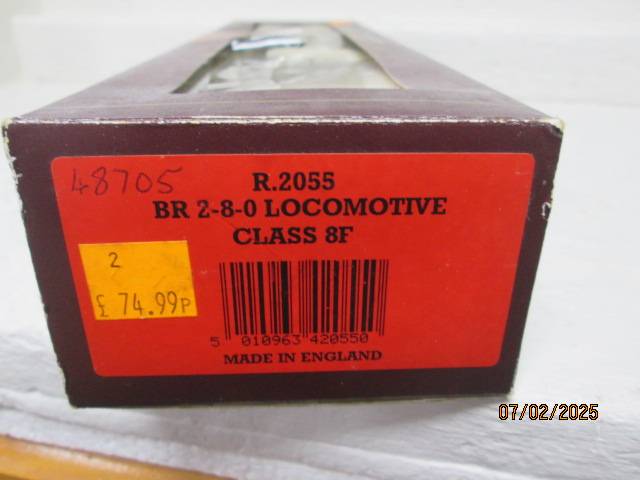 48705
R.2055
BR 2-8-0 LOCOMOTIVE
CLASS 8F
2
£ 74.99P
5 010963 420550
MADE IN ENGLAND
07/02/2025